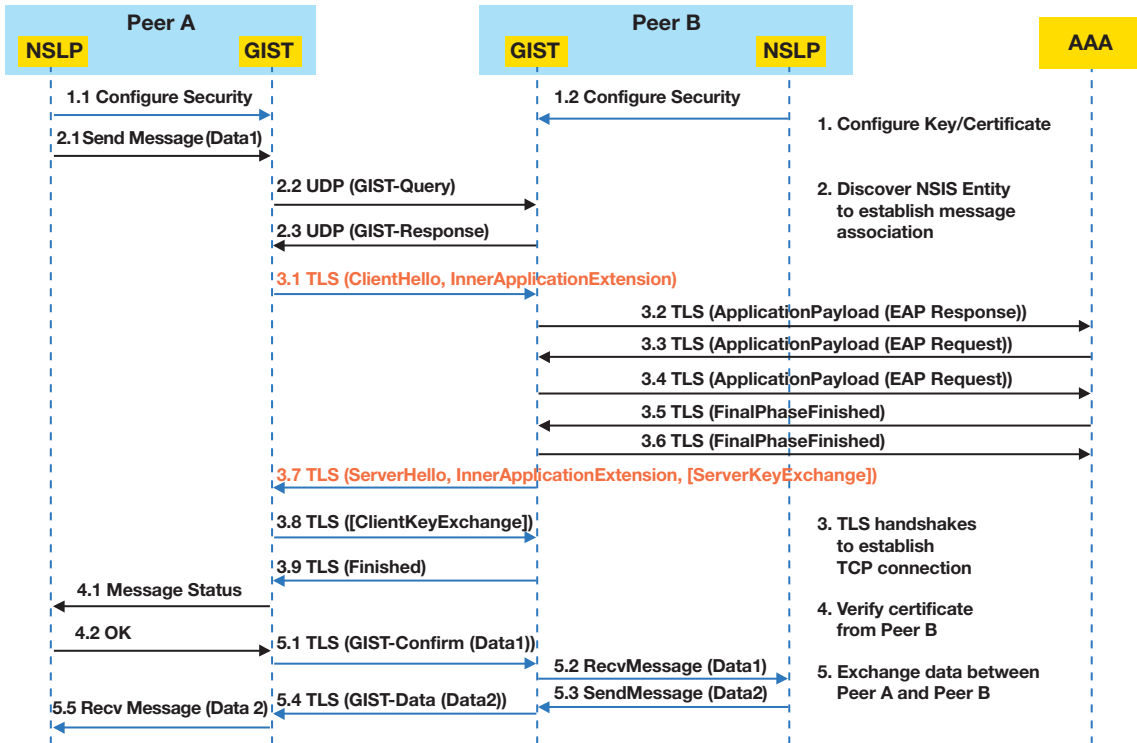 Peer A
Peer B
NSLP
GIST
GIST
NSLP
AAA
1.1 Configure Security
1.2 Configure Security
1. Configure Key/Certificate
2.1 Send Message (Data1)
2.2 UDP (GIST-Query)
2. Discover NSIS Entity
to establish message
association
2.3 UDP (GIST-Response)
3.1 TLS (ClientHello, InnerApplicationExtension)
3.2 TLS (ApplicationPayload (EAP Response))
3.3 TLS (ApplicationPayload (EAP Request))
3.4 TLS (ApplicationPayload (EAP Request))
3.5 TLS (FinalPhaseFinished)
3.6 TLS (FinalPhaseFinished)
3.7 TLS (ServerHello, InnerApplicationExtension, [ServerKeyExchange])
3.8 TLS ([ClientKeyExchange])
3. TLS handshakes
to establish
TCP connection
3.9 TLS (Finished)
4.1 Message Status
4. Verify certificate
from Peer B
4.2 OK
5.1 TLS (GIST-Confirm (Data1))
5.2 RecvMessage (Data1)
5. Exchange data between
Peer A and Peer B
5.3 SendMessage (Data2)
5.4 TLS (GIST-Data (Data2))
5.5 Recv Message (Data 2)